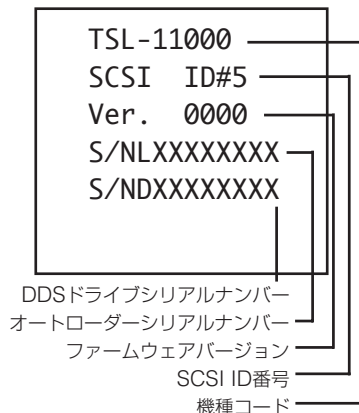 TSL-11000
SCSI ID#5
Ver. 0000
S/NLXXXXXXXX
S/NDXXXXXXXX
DDSドライブシリアルナンバー
オートローダーシリアルナンバー
ファームウェアバージョン
SCSI ID番号
機種コード